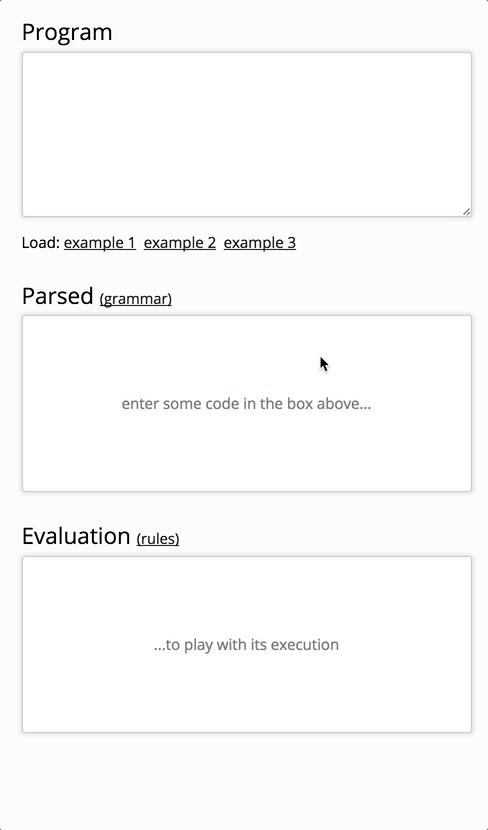 Program
Load: example 1 example 2 example 3
Parsed (grammar)
enter some code in the box above...
Evaluation (rules)
...to play with its execution